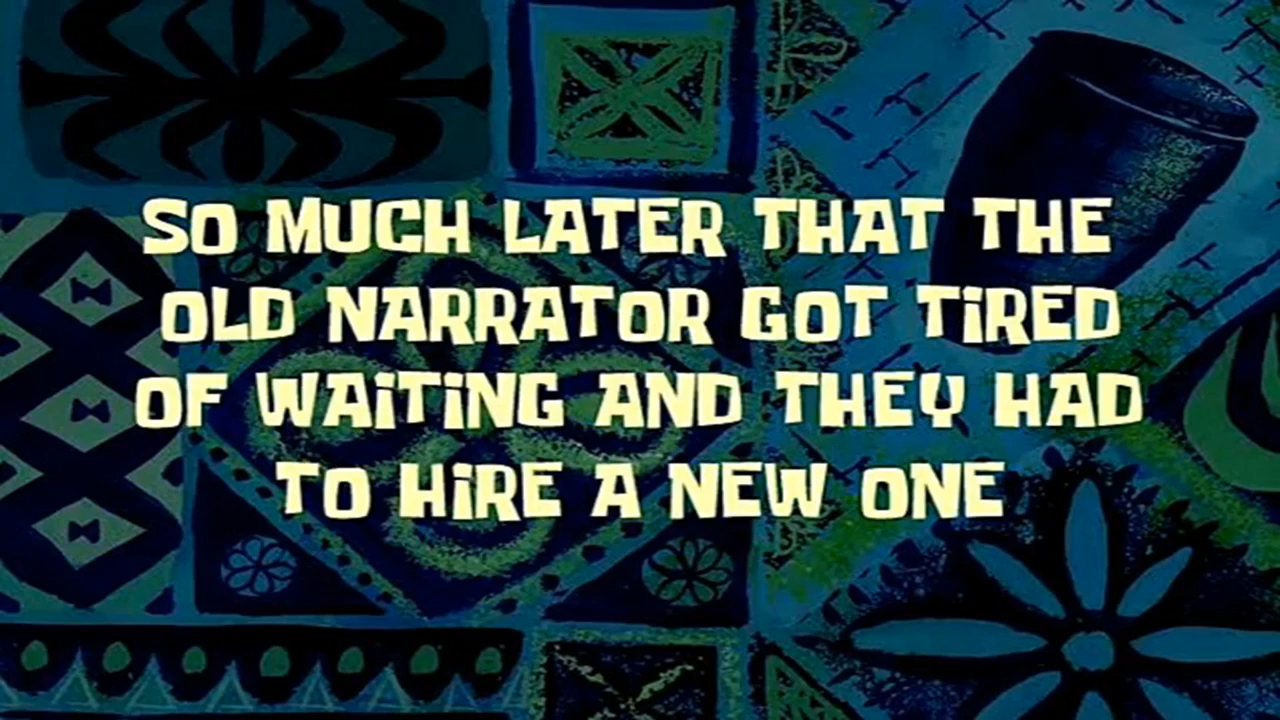 SO MUCH LATER THAT THE
OLD NARRATOR GOT TiRED
OF WAiTiNG AND THEY HAD
TO HiRE A NEW ONE